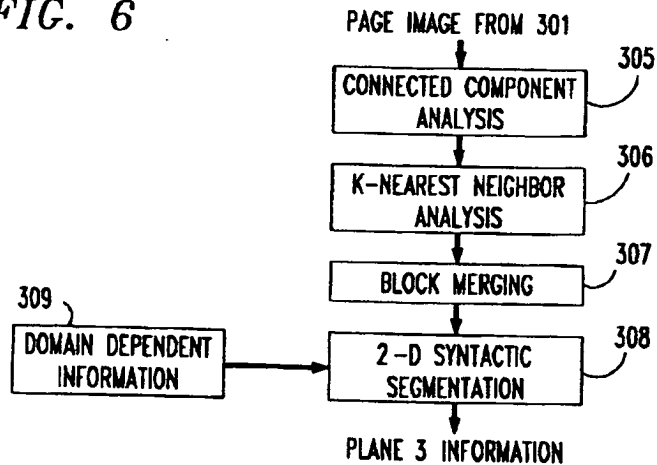 FIG. 6
PAGE IMAGE FROM 301
305
CONNECTED COMPONENT
ANALYSIS
306
K-NEAREST NEIGHBOR
ANALYSIS
307
BLOCK MERGING
309
308
DOMAIN DEPENDENT
INFORMATION
2-D SYNTACTIC
SEGMENTATION
PLANE 3 INFORMATION